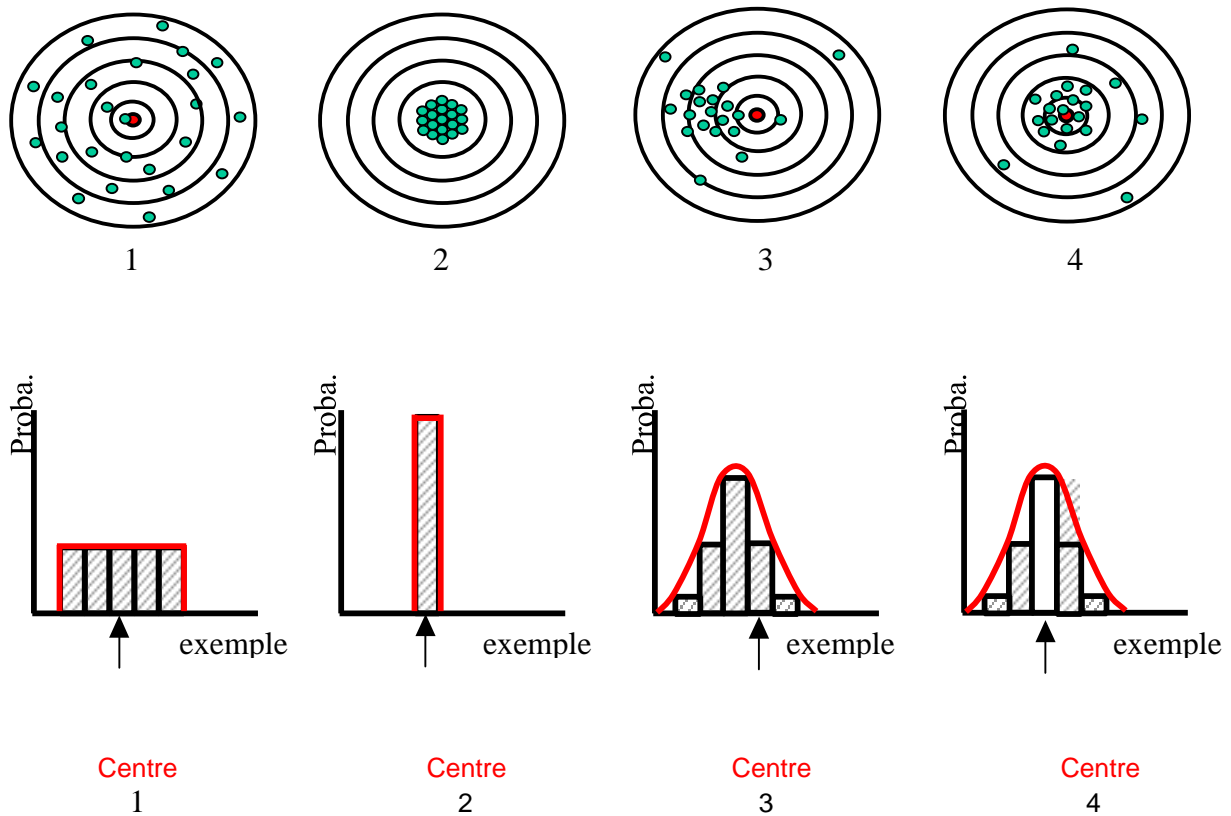 1 2 3 4
Proba. Proba. Proba. Proba.
exemple exemple exemple exemple
Centre Centre Centre Centre
1 2 3 4